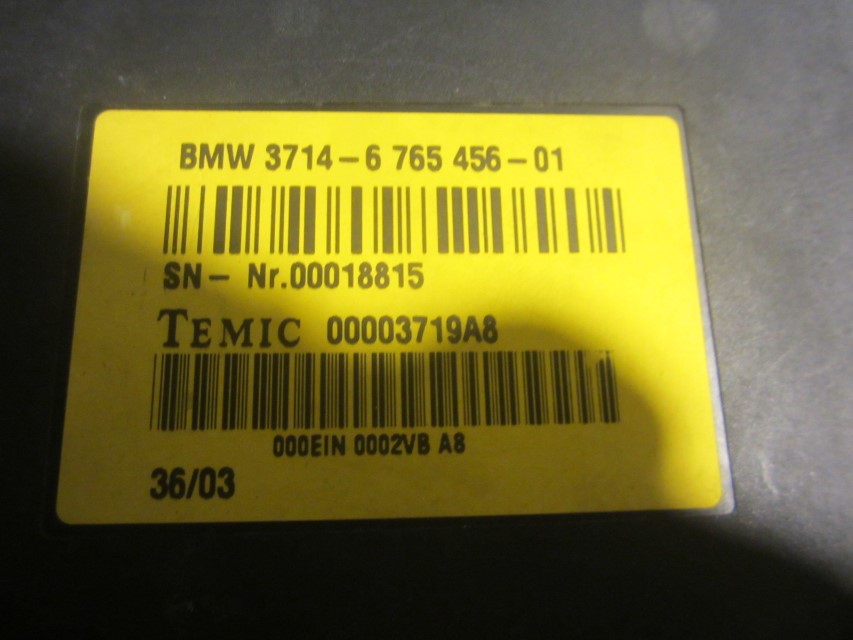 BMW 3714-6 765 456-01
SN- Nr.00018815
TEMIC 00003719A8
000EIN 0002VB A8
36/03